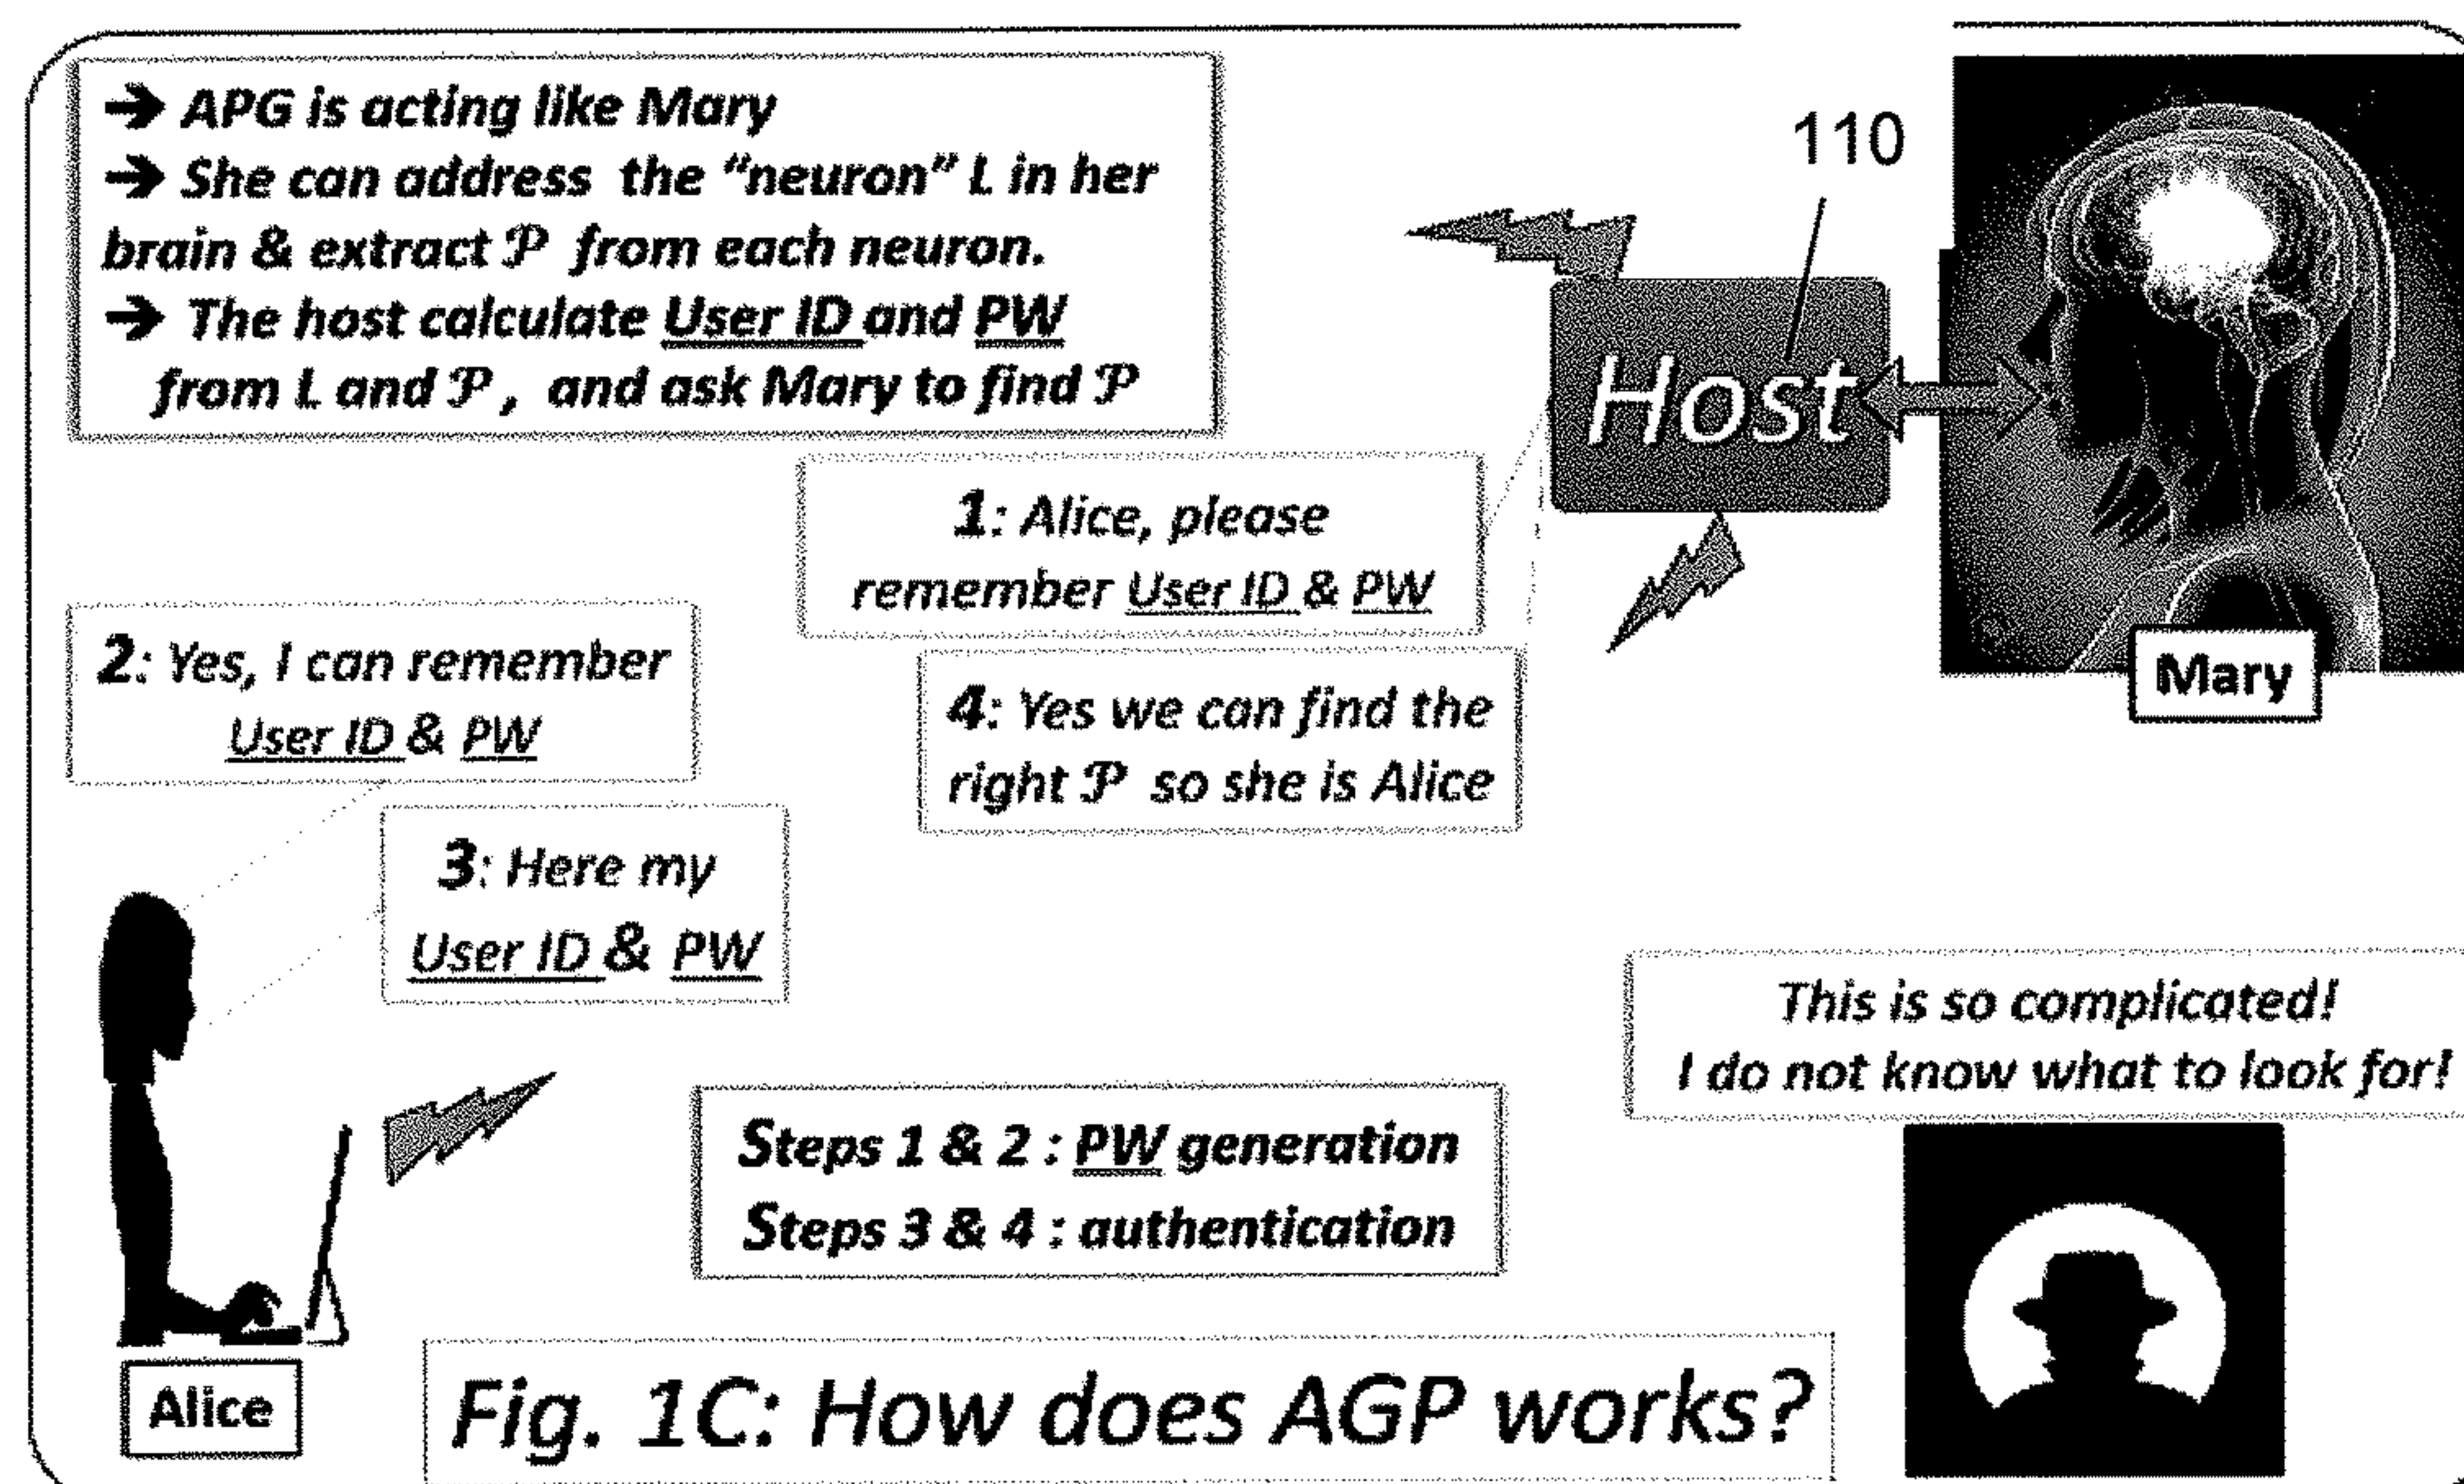 ➔ APG is acting like Mary
➔ She can address the "neuron" L in her
brain & extract 𝒫 from each neuron.
➔ The host calculate User ID and PW
from L and 𝒫, and ask Mary to find 𝒫
110
Host
Mary
1: Alice, please
remember User ID & PW
2: Yes, I can remember
User ID & PW
4: Yes we can find the
right 𝒫 so she is Alice
3: Here my
User ID & PW
This is so complicated!
I do not know what to look for!
Steps 1 & 2 : PW generation
Steps 3 & 4 : authentication
Alice
Fig. 1C: How does AGP works?